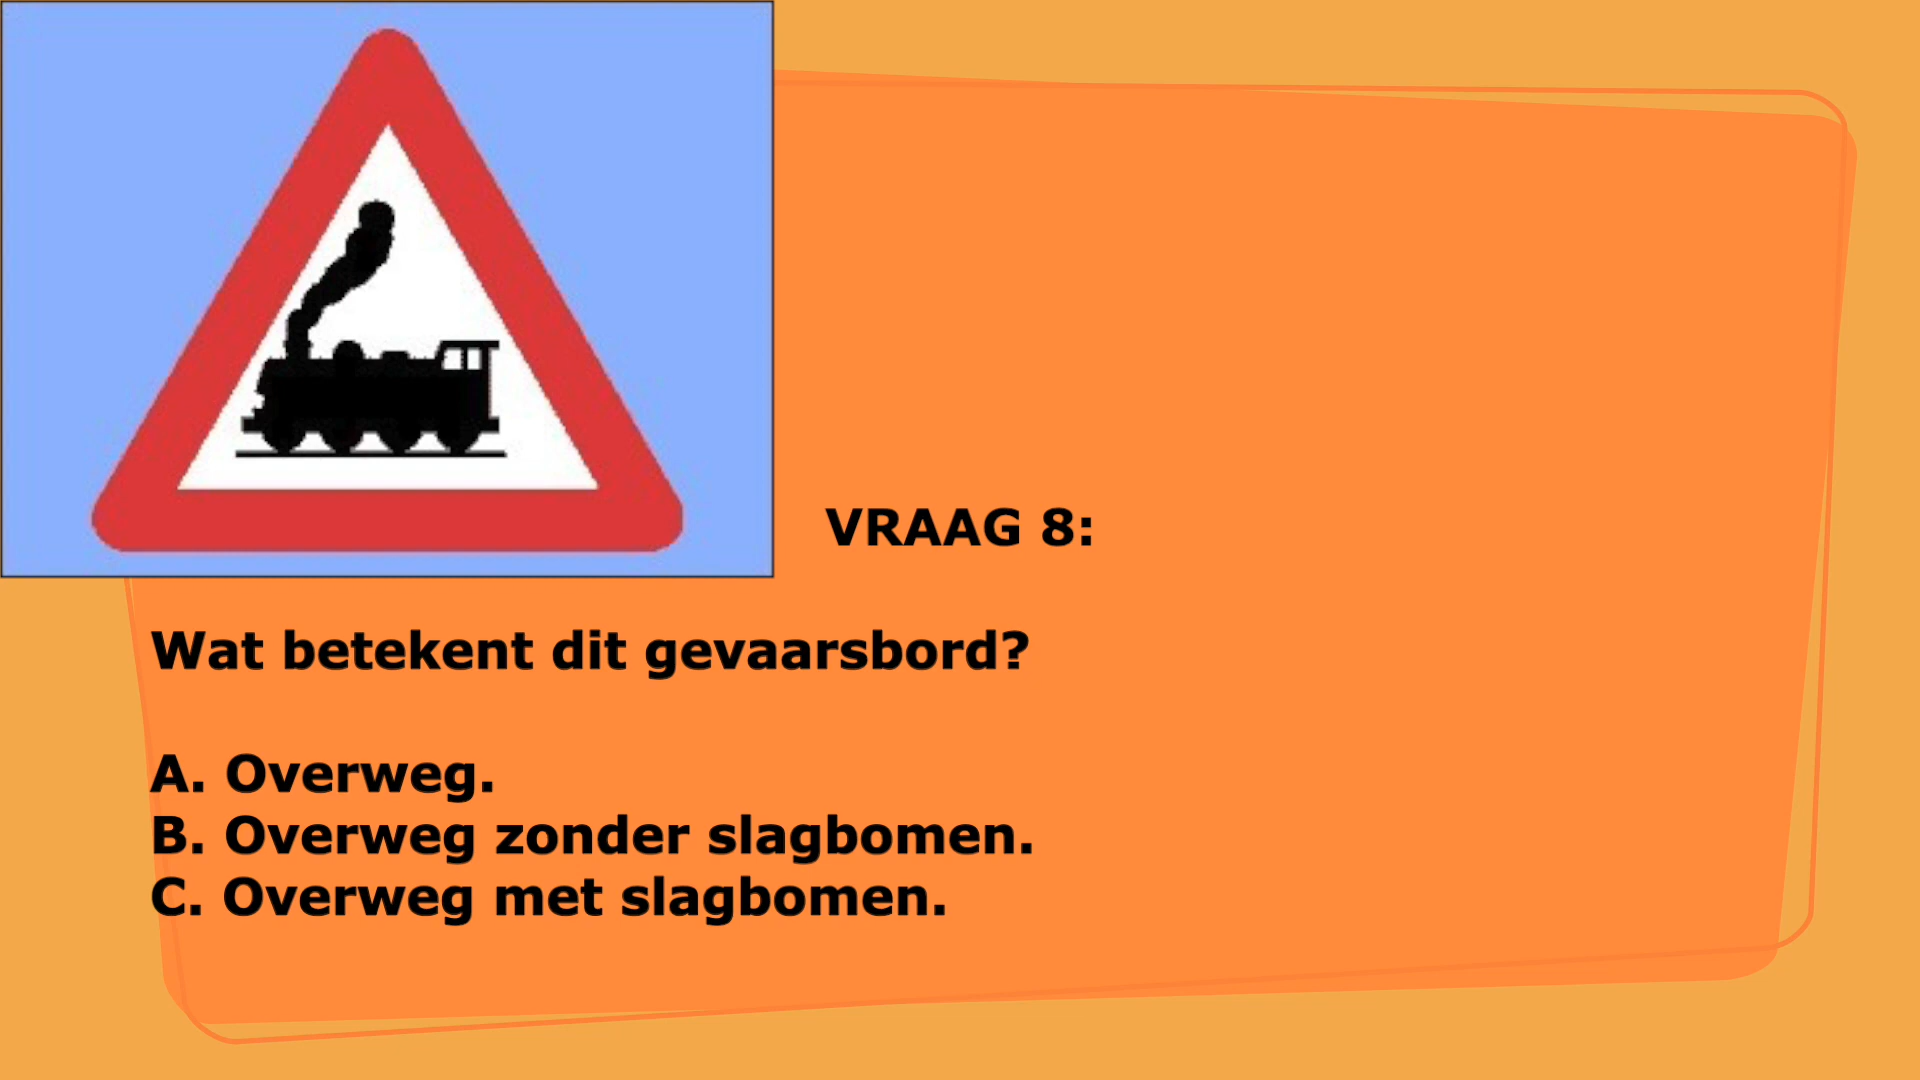 VRAAG 8:
Wat betekent dit gevaarsbord?
A. Overweg.
B. Overweg zonder slagbomen.
C. Overweg met slagbomen.